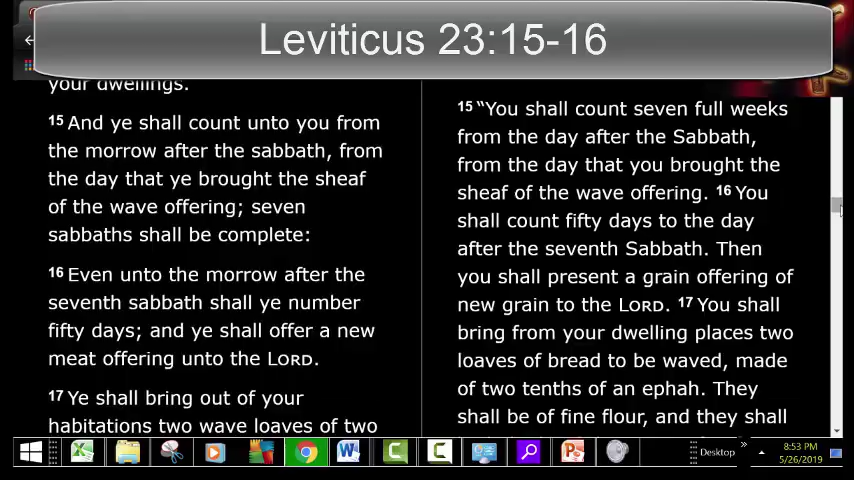 Leviticus 23:15-16
your dwellings.
15 And ye shall count unto you from
the morrow after the sabbath, from
the day that ye brought the sheaf
of the wave offering; seven
sabbaths shall be complete:
16 Even unto the morrow after the
seventh sabbath shall ye number
fifty days; and ye shall offer a new
meat offering unto the LORD.
17 Ye shall bring out of your
habitations two wave loaves of two
15 “You shall count seven full weeks
from the day after the Sabbath,
from the day that you brought the
sheaf of the wave offering. 16 You
shall count fifty days to the day
after the seventh Sabbath. Then
you shall present a grain offering of
new grain to the LORD. 17 You shall
bring from your dwelling places two
loaves of bread to be waved, made
of two tenths of an ephah. They
shall be of fine flour, and they shall
Desktop
8:53 PM
5/26/2019